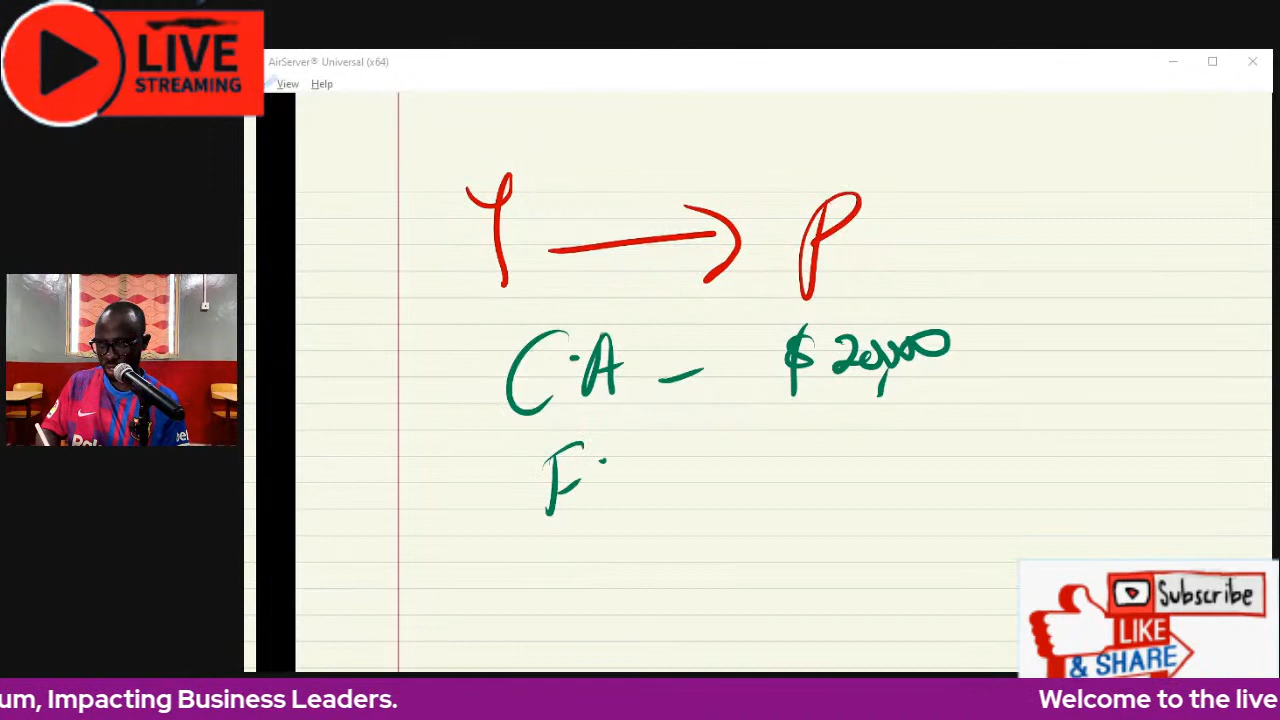 LIVE
STREAMING
AirServer® Universal (x64)
View Help
Y → P
C.A - $ 20,000
F.
Subscribe
LIKE
& SHARE
um, Impacting Business Leaders.
Welcome to the live